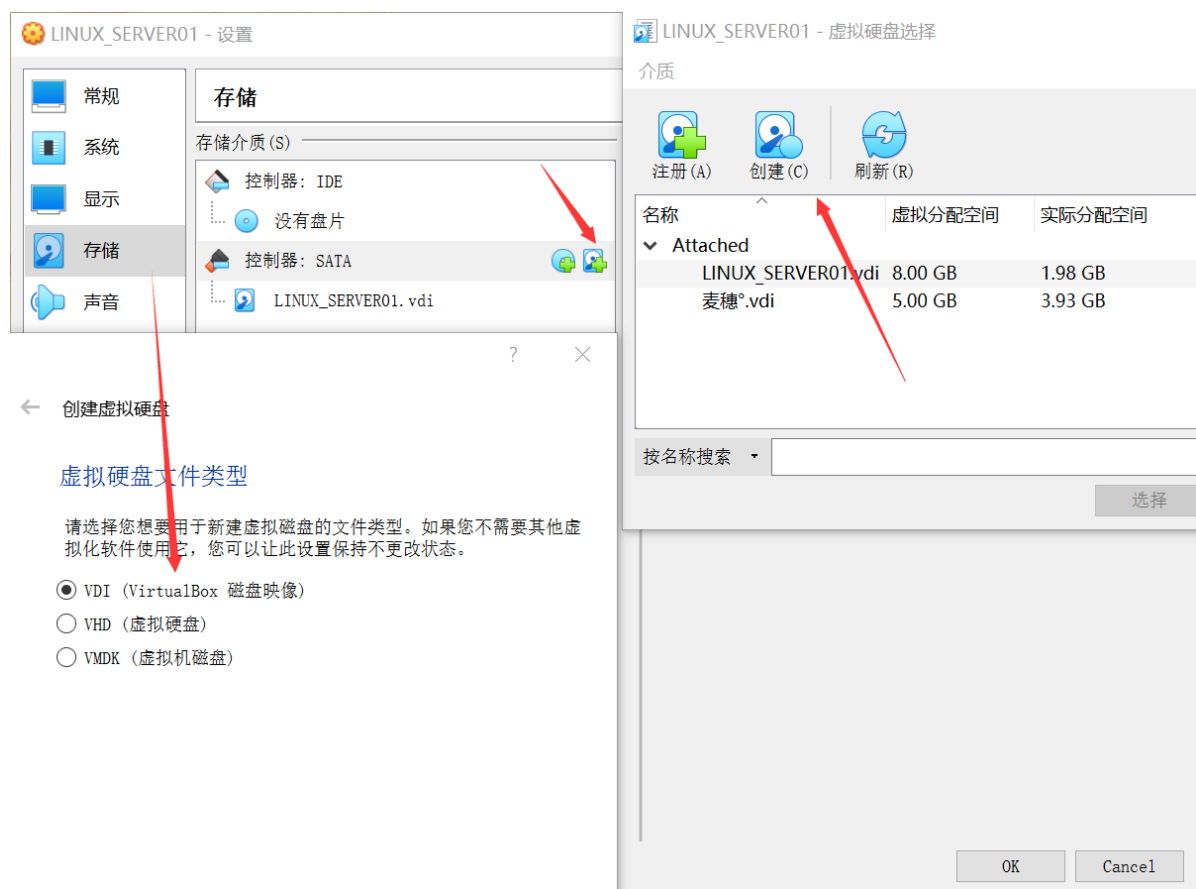 LINUX_SERVER01 - 设置
常规
系统
显示
存储
声音
存储
存储介质(S)
控制器: IDE
没有盘片
控制器: SATA
LINUX_SERVER01.vdi
LINUX_SERVER01 - 虚拟硬盘选择
介质
注册(A) 创建(C) 刷新(R)
名称 虚拟分配空间 实际分配空间
Attached
LINUX_SERVER01.vdi 8.00 GB 1.98 GB
麦穗°.vdi 5.00 GB 3.93 GB
按名称搜索
选择
?
创建虚拟硬盘
虚拟硬盘文件类型
请选择您想要用于新建虚拟磁盘的文件类型。如果您不需要其他虚
拟化软件使用它，您可以让此设置保持不更改状态。
VDI (VirtualBox 磁盘映像)
VHD (虚拟硬盘)
VMDK (虚拟机磁盘)
OK Cancel